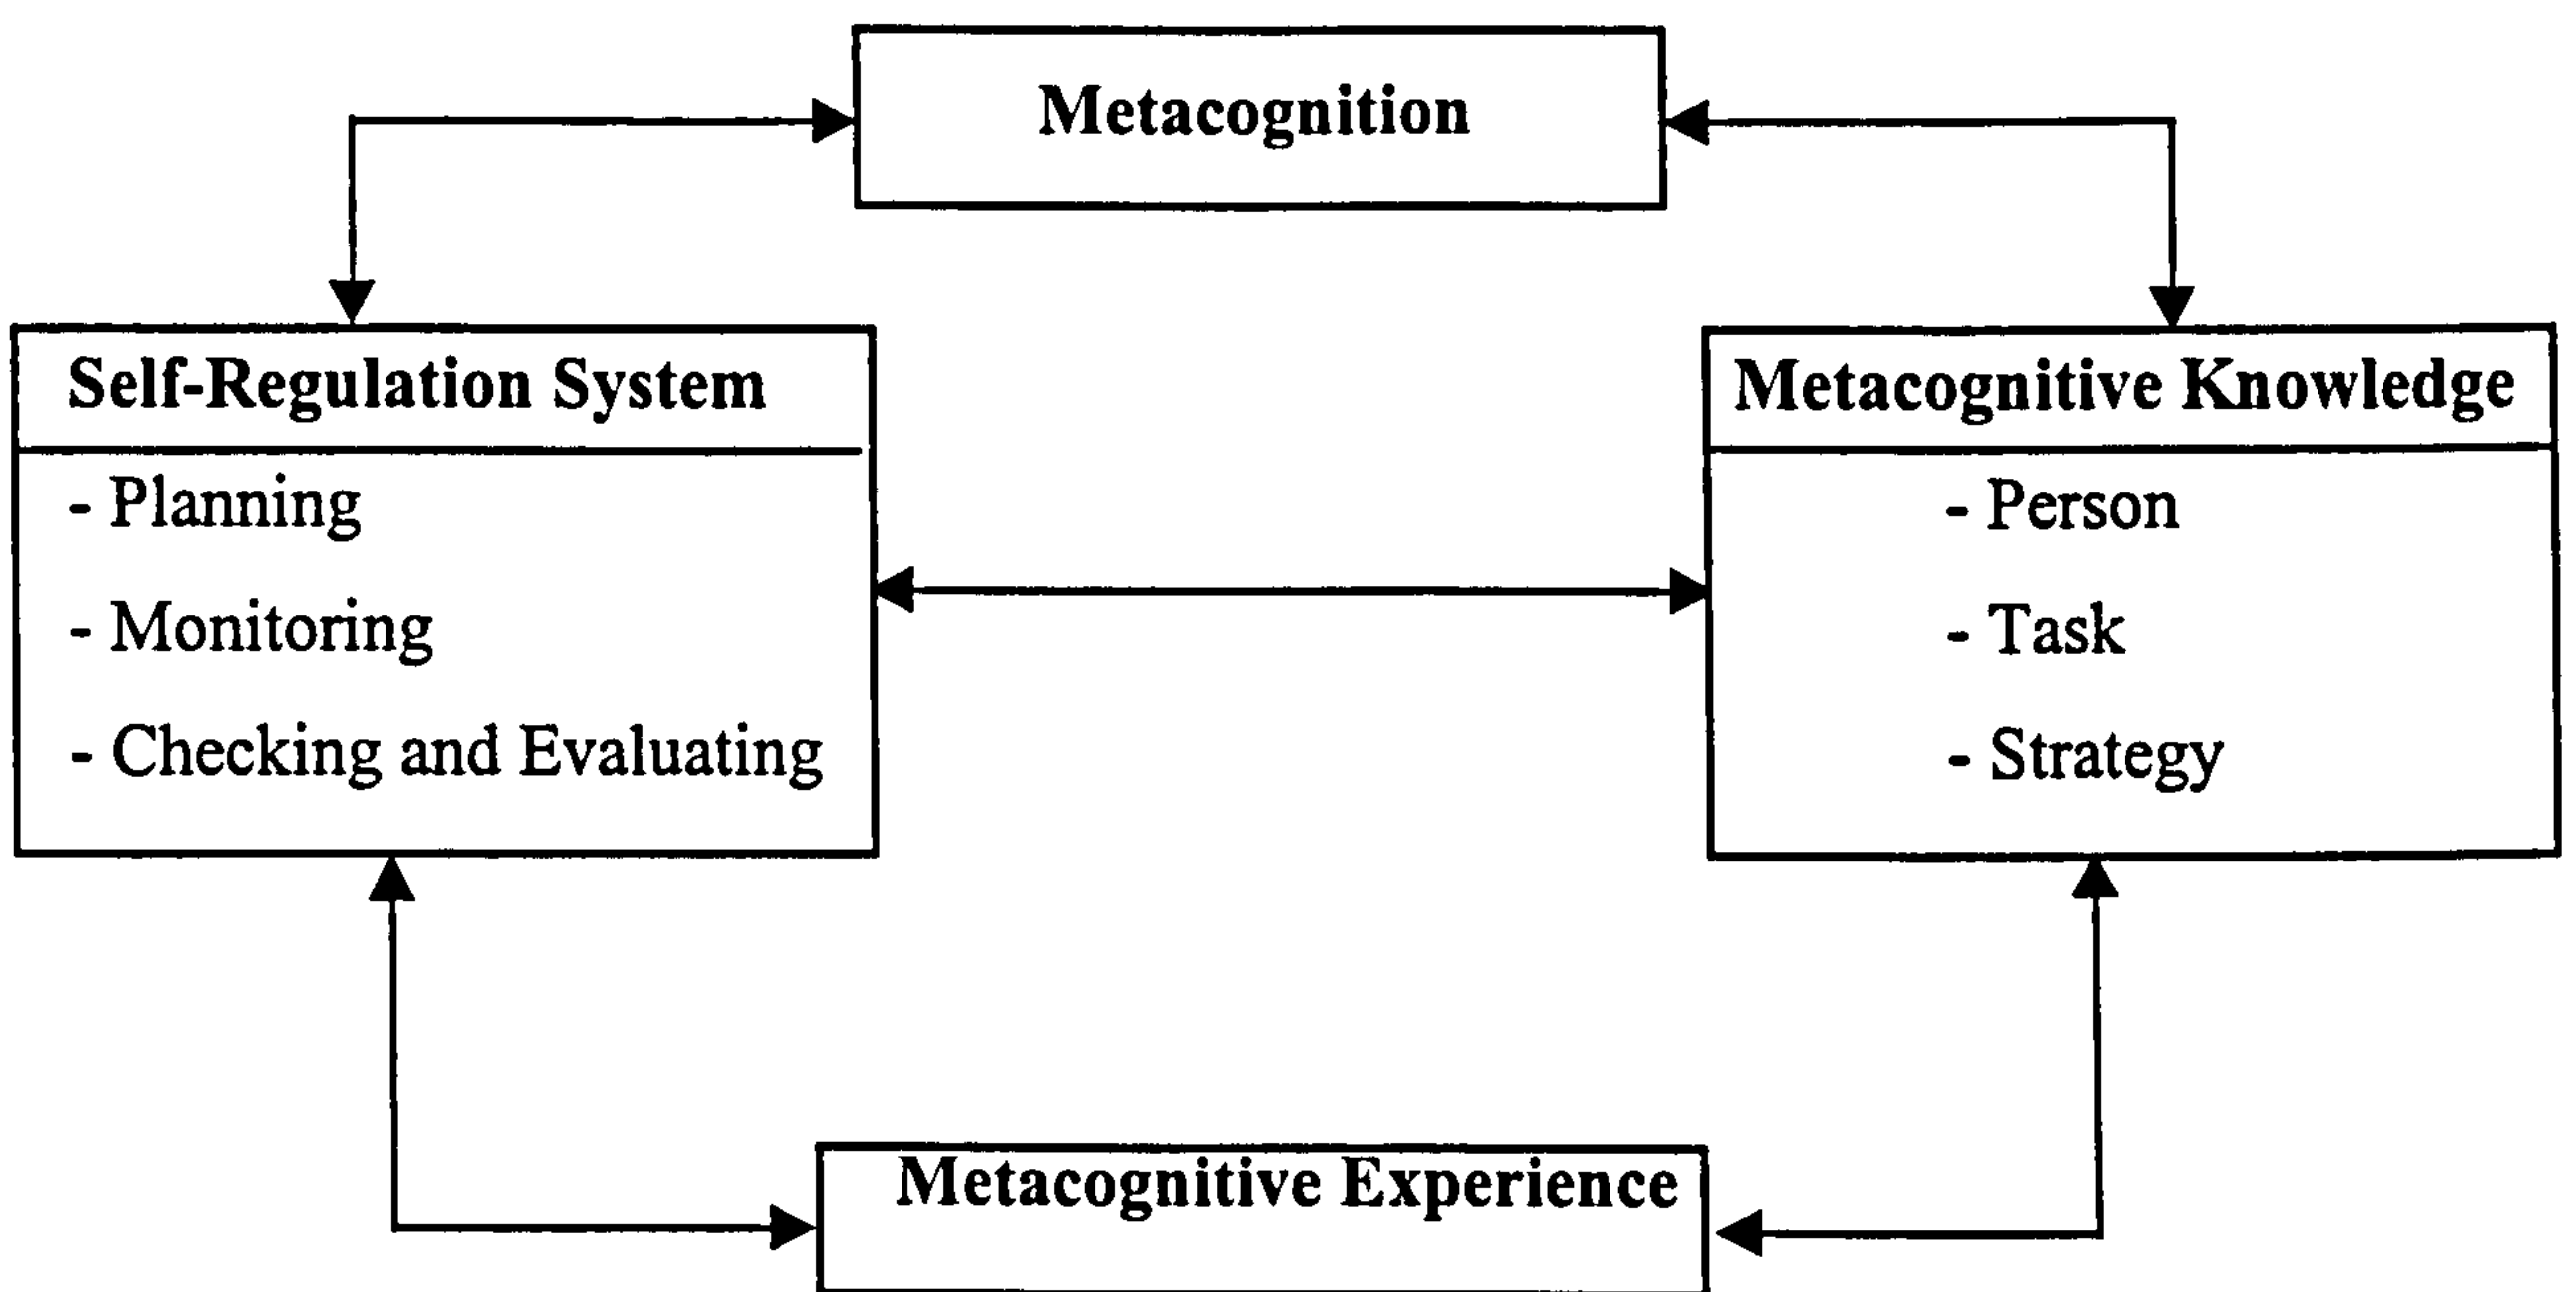 Metacognition
Self-Regulation System
- Planning
- Monitoring
- Checking and Evaluating
Metacognitive Knowledge
- Person
- Task
- Strategy
Metacognitive Experience